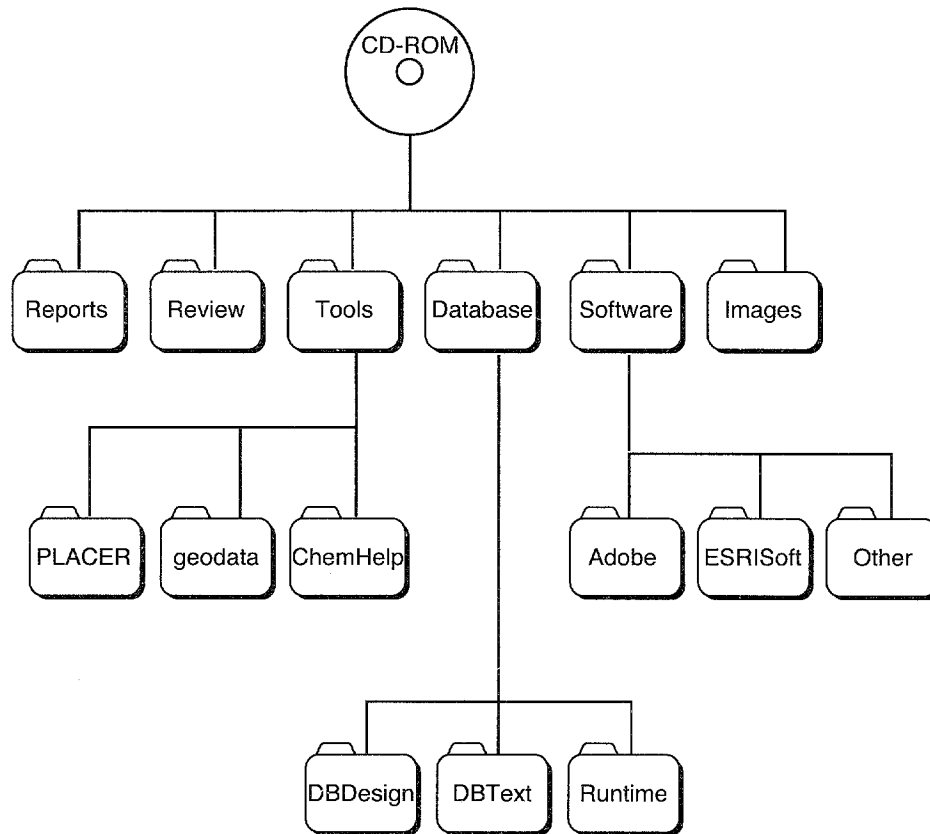 CD-ROM
Reports
Review
Tools
Database
Software
Images
PLACER
geodata
ChemHelp
Adobe
ESRISoft
Other
DBDesign
DBText
Runtime